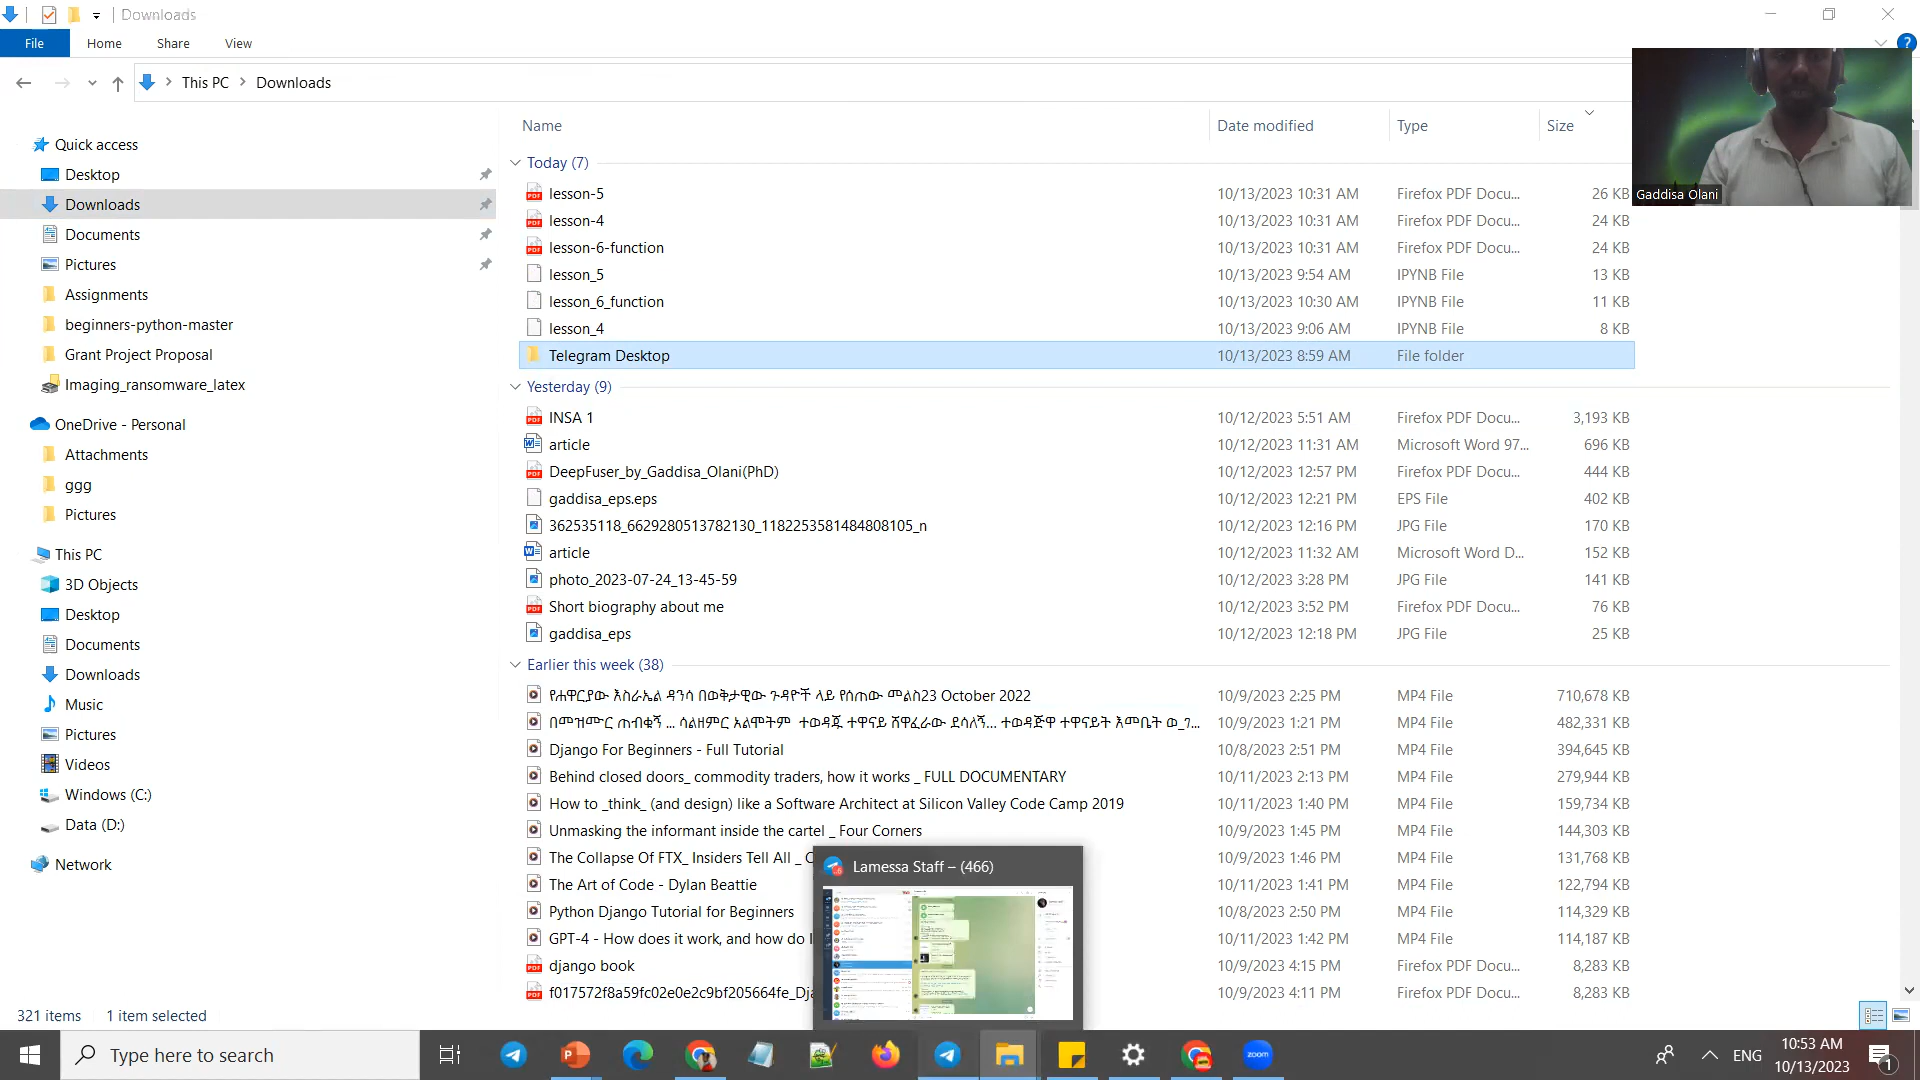 Downloads
File Home Share View
This PC Downloads
Gaddisa Olani
Quick access
Desktop
Downloads
Documents
Pictures
Assignments
beginners-python-master
Grant Project Proposal
Imaging_ransomware_latex
OneDrive - Personal
Attachments
ggg
Pictures
This PC
3D Objects
Desktop
Documents
Downloads
Music
Pictures
Videos
Windows (C:)
Data (D:)
Network
Name Date modified Type Size
Today (7)
lesson-5 10/13/2023 10:31 AM Firefox PDF Docu... 26 KB
lesson-4 10/13/2023 10:31 AM Firefox PDF Docu... 24 KB
lesson-6-function 10/13/2023 10:31 AM Firefox PDF Docu... 24 KB
lesson_5 10/13/2023 9:54 AM IPYNB File 13 KB
lesson_6_function 10/13/2023 10:30 AM IPYNB File 11 KB
lesson_4 10/13/2023 9:06 AM IPYNB File 8 KB
Telegram Desktop 10/13/2023 8:59 AM File folder
Yesterday (9)
INSA 1 10/12/2023 5:51 AM Firefox PDF Docu... 3,193 KB
article 10/12/2023 11:31 AM Microsoft Word 97... 696 KB
DeepFuser_by_Gaddisa_Olani(PhD) 10/12/2023 12:57 PM Firefox PDF Docu... 444 KB
gaddisa_eps.eps 10/12/2023 12:21 PM EPS File 402 KB
362535118_6629280513782130_1182253581484808105_n 10/12/2023 12:16 PM JPG File 170 KB
article 10/12/2023 11:32 AM Microsoft Word D... 152 KB
photo_2023-07-24_13-45-59 10/12/2023 3:28 PM JPG File 141 KB
Short biography about me 10/12/2023 3:52 PM Firefox PDF Docu... 76 KB
gaddisa_eps 10/12/2023 12:18 PM JPG File 25 KB
Earlier this week (38)
የሐዋርያው እስራኤል ዳንሳ በወቅታዊው ጉዳዮች ላይ የሰጠው መልስ23 October 2022 10/9/2023 2:25 PM MP4 File 710,678 KB
በመዝሙር ጠብቁኝ ... ሳልዘምር አልሞትም ተወዳጁ ተዋናይ ሸዋፈራው ደሳለኝ... ተወዳጅዋ ተዋናይት እመቤት ወ_ገ... 10/9/2023 1:21 PM MP4 File 482,331 KB
Django For Beginners - Full Tutorial 10/8/2023 2:51 PM MP4 File 394,645 KB
Behind closed doors_ commodity traders, how it works _ FULL DOCUMENTARY 10/11/2023 2:13 PM MP4 File 279,944 KB
How to _think_ (and design) like a Software Architect at Silicon Valley Code Camp 2019 10/11/2023 1:40 PM MP4 File 159,734 KB
Unmasking the informant inside the cartel _ Four Corners 10/9/2023 1:45 PM MP4 File 144,303 KB
The Collapse Of FTX_ Insiders Tell All _ C 10/9/2023 1:46 PM MP4 File 131,768 KB
The Art of Code - Dylan Beattie 10/11/2023 1:41 PM MP4 File 122,794 KB
Python Django Tutorial for Beginners 10/8/2023 2:50 PM MP4 File 114,329 KB
GPT-4 - How does it work, and how do I 10/11/2023 1:42 PM MP4 File 114,187 KB
django book 10/9/2023 4:15 PM Firefox PDF Docu... 8,283 KB
f017572f8a59fc02e0e2c9bf205664fe_Dja 10/9/2023 4:11 PM Firefox PDF Docu... 8,283 KB
Lamessa Staff – (466)
321 items 1 item selected
Type here to search
zoom
ENG
10:53 AM
10/13/2023
1